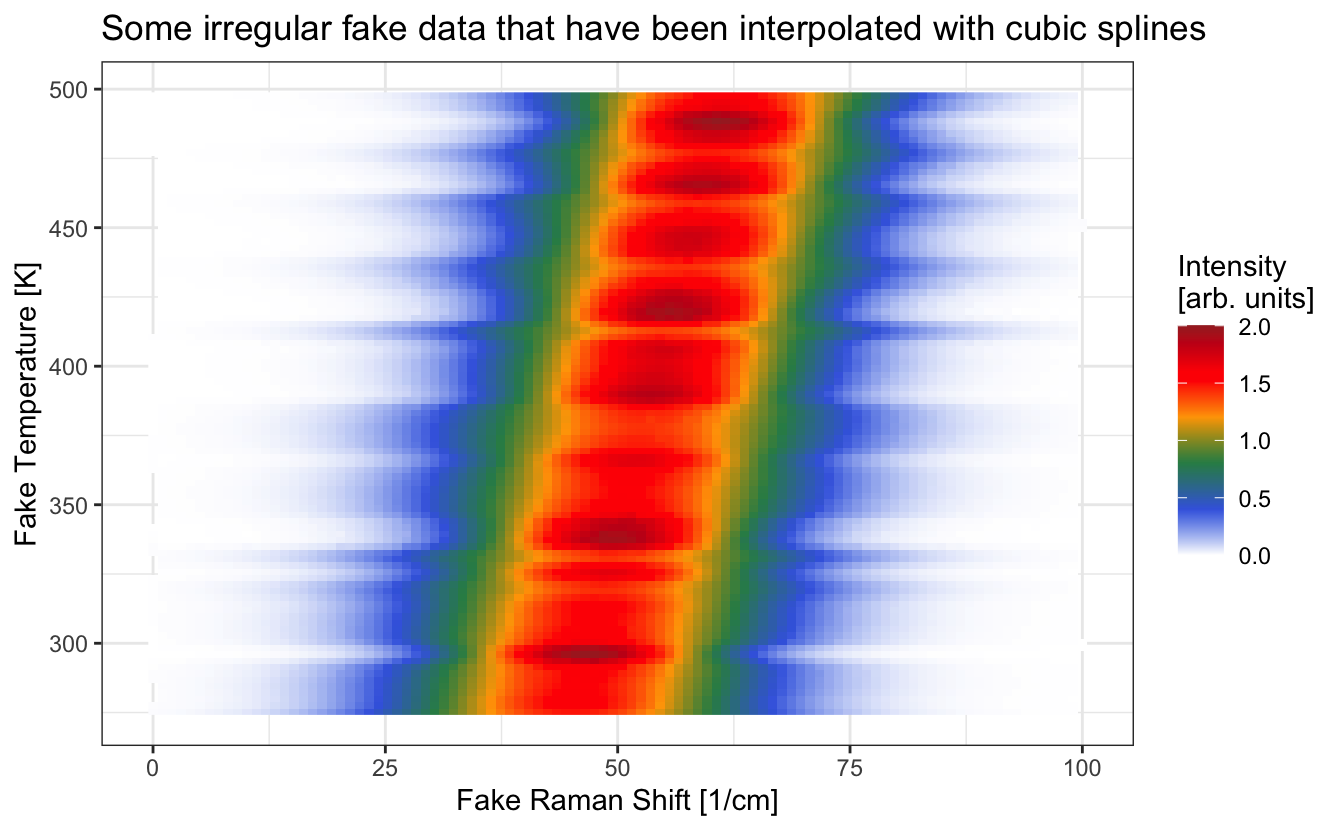 Some irregular fake data that have been interpolated with cubic splines
500
450
400
350
300
Fake Temperature [K]
0 25 50 75 100
Fake Raman Shift [1/cm]
Intensity
[arb. units]
2.0
1.5
1.0
0.5
0.0